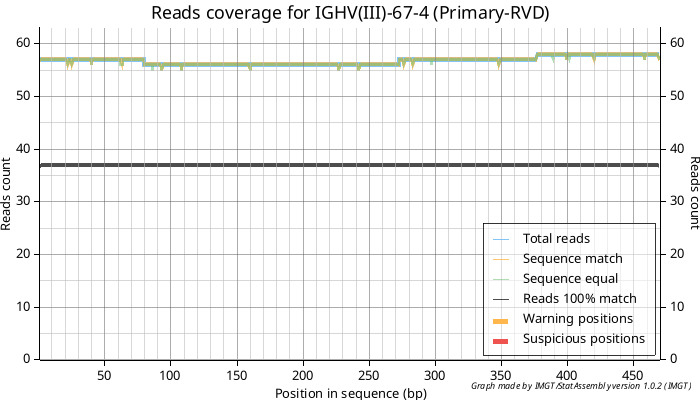 Reads coverage for IGHV(III)-67-4 (Primary-RVD)
60 60
50 50
40 40
30 30
20 20
10 10
0 0
Reads count
Reads count
Total reads
Sequence match
Sequence equal
Reads 100% match
Warning positions
Suspicious positions
50 100 150 200 250 300 350 400 450
Position in sequence (bp)
Graph made by IMGT/StatAssembly version 1.0.2 (IMGT)